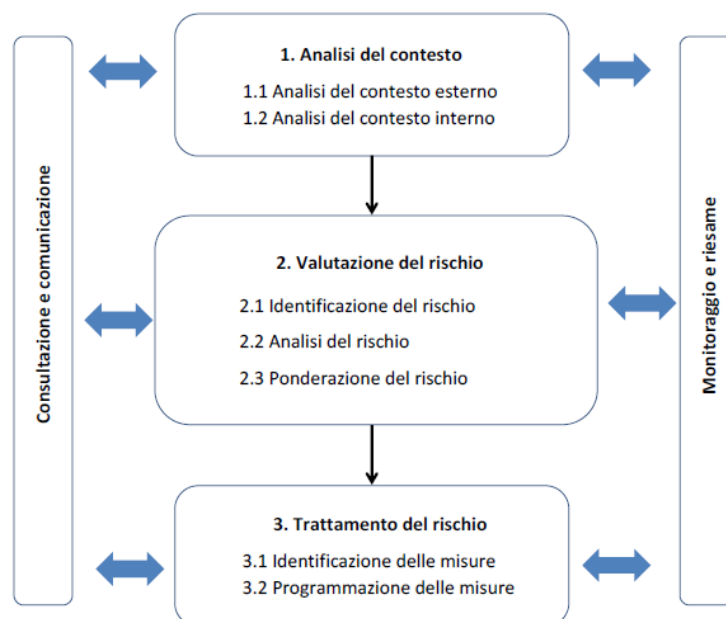 Consultazione e comunicazione
1. Analisi del contesto
1.1 Analisi del contesto esterno
1.2 Analisi del contesto interno
2. Valutazione del rischio
2.1 Identificazione del rischio
2.2 Analisi del rischio
2.3 Ponderazione del rischio
3. Trattamento del rischio
3.1 Identificazione delle misure
3.2 Programmazione delle misure
Monitoraggio e riesame